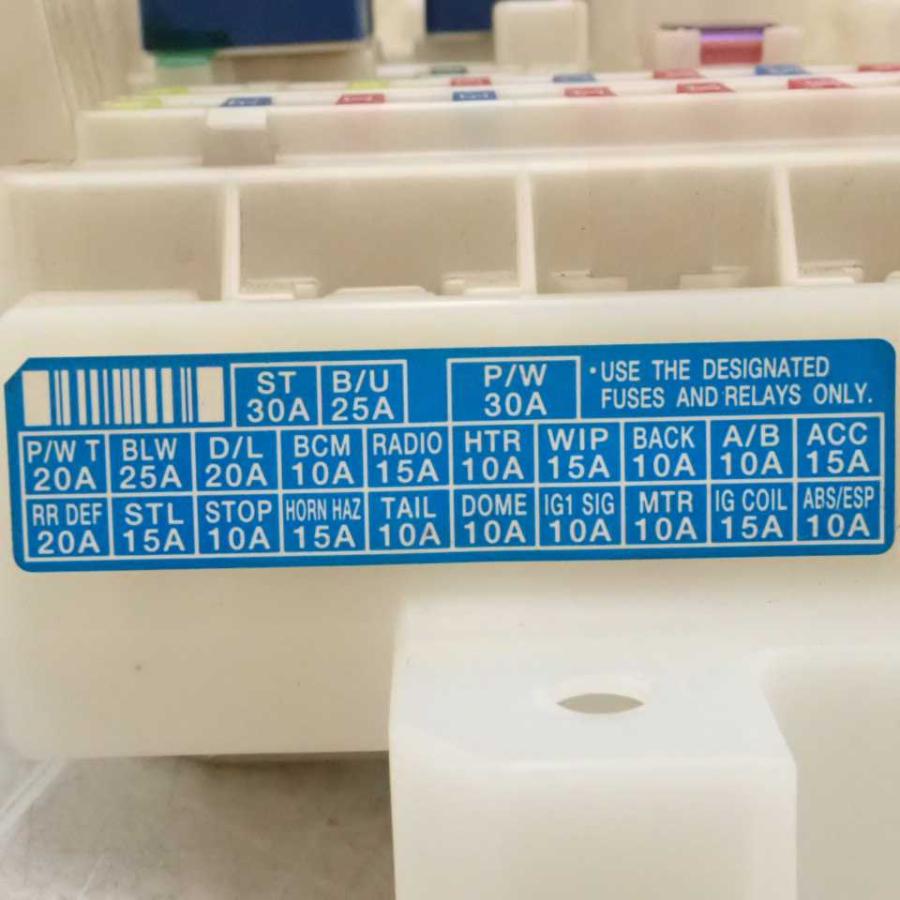 ST B/U P/W ·USE THE DESIGNATED
30A 25A 30A FUSES AND RELAYS ONLY.
P/W T BLW D/L BCM RADIO HTR WIP BACK A/B ACC
20A 25A 20A 10A 15A 10A 15A 10A 10A 15A
RR DEF STL STOP HORN HAZ TAIL DOME IG1 SIG MTR IG COIL ABS/ESP
20A 15A 10A 15A 10A 10A 10A 10A 15A 10A